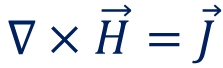 ∇ × H⃗ = J⃗